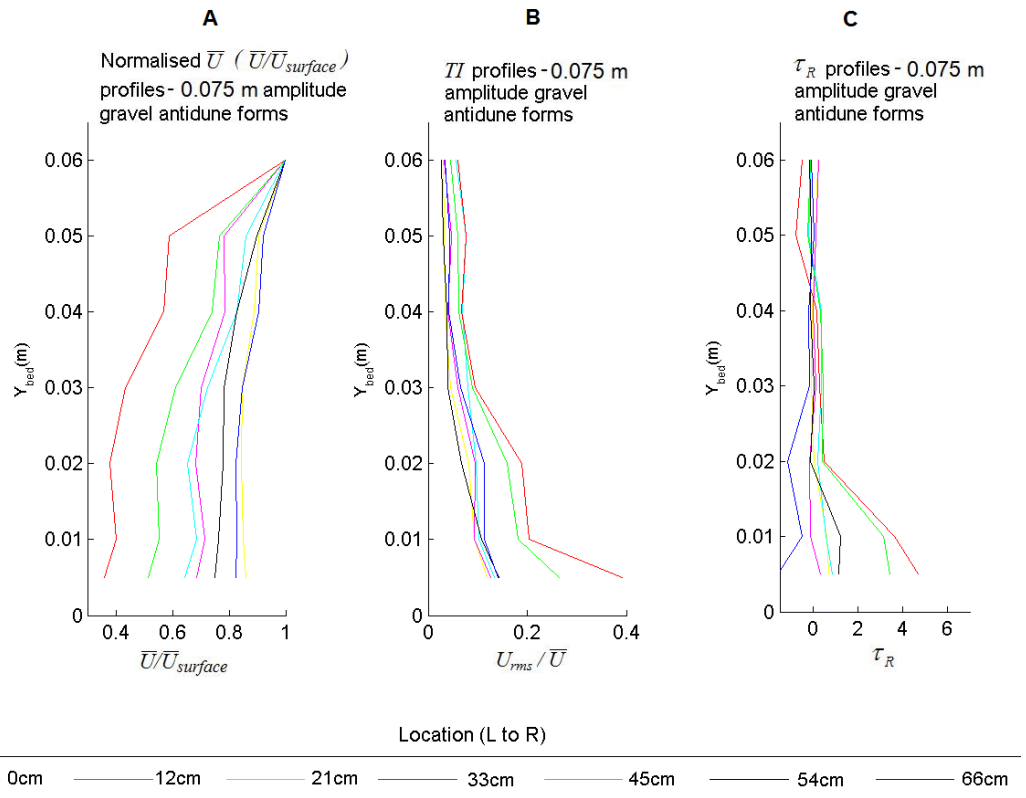 A
B
C
Normalised U̅ ( U̅/U̅surface)
profiles - 0.075 m amplitude
gravel antidune forms
TI profiles - 0.075 m
amplitude gravel
antidune forms
τR profiles - 0.075 m
amplitude gravel
antidune forms
0.06
0.05
0.04
0.03
0.02
0.01
0
Ybed(m)
0.4 0.6 0.8 1
U̅/U̅surface
0.06
0.05
0.04
0.03
0.02
0.01
0
Ybed(m)
0 0.2 0.4
Urms / U̅
0.06
0.05
0.04
0.03
0.02
0.01
0
Ybed(m)
0 2 4 6
τR
Location (L to R)
0cm 12cm 21cm 33cm 45cm 54cm 66cm